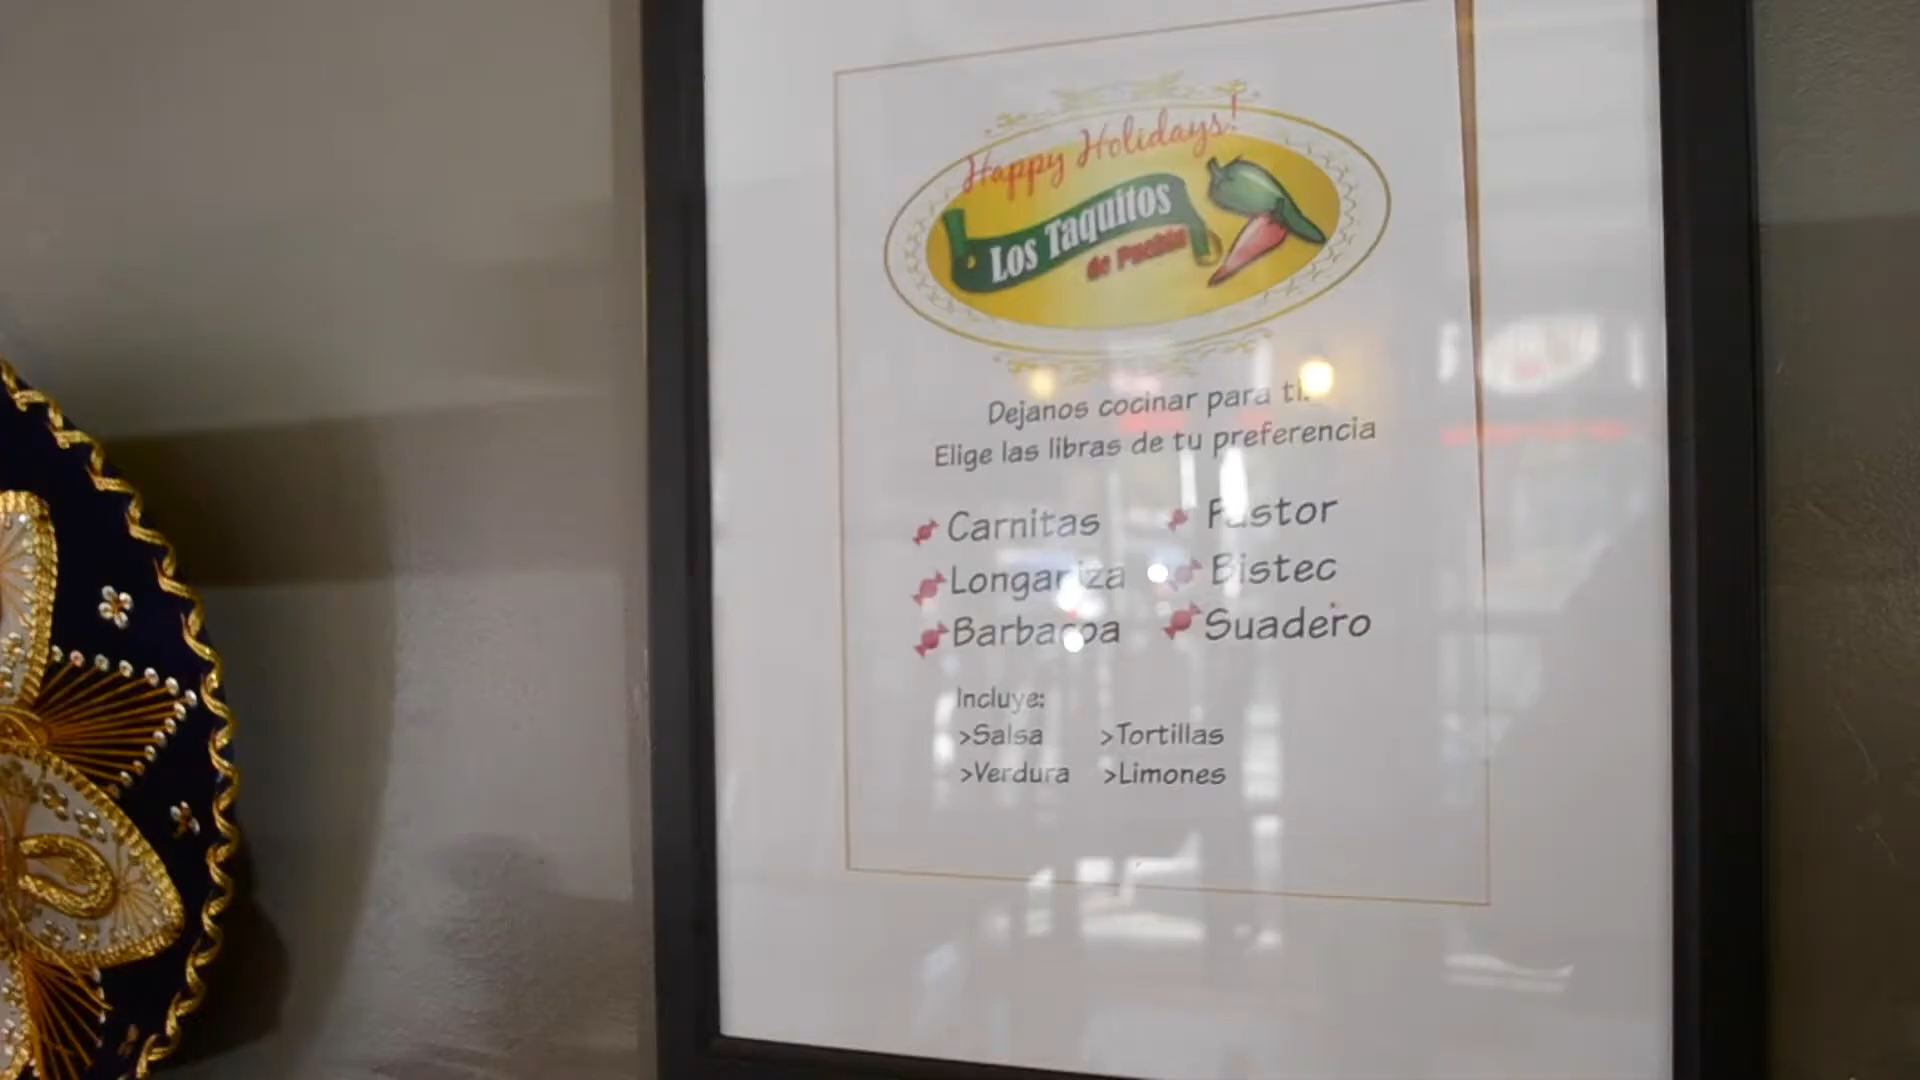 Happy Holidays!
Los Taquitos
de Puebla
Dejanos cocinar para ti.
Elige las libras de tu preferencia
Carnitas
Pastor
Longaniza
Bistec
Barbacoa
Suadero
Incluye:
>Salsa >Tortillas
>Verdura >Limones